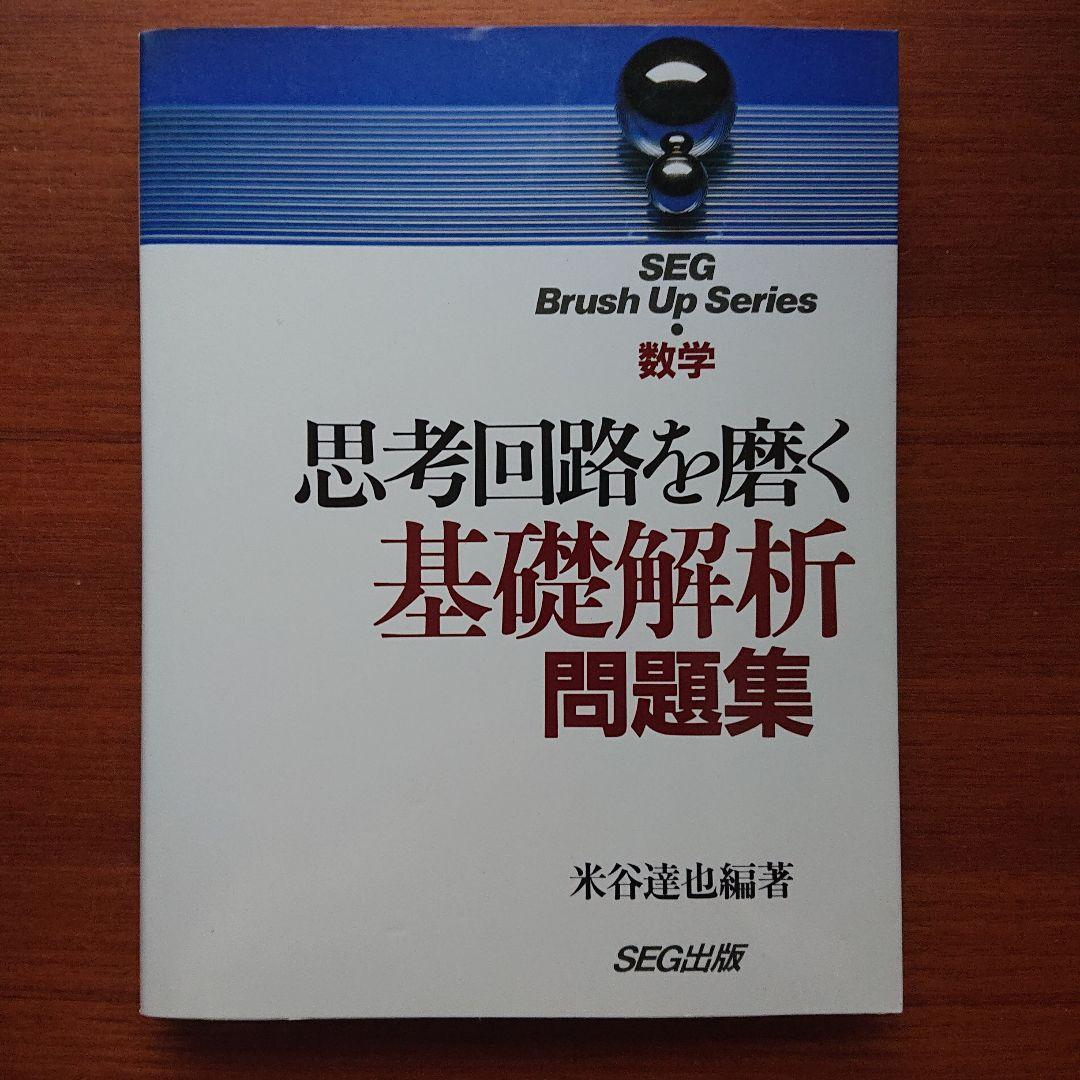 SEG
Brush Up Series
•
数学
思考回路を磨く
基礎解析
問題集
米谷達也編著
SEG出版